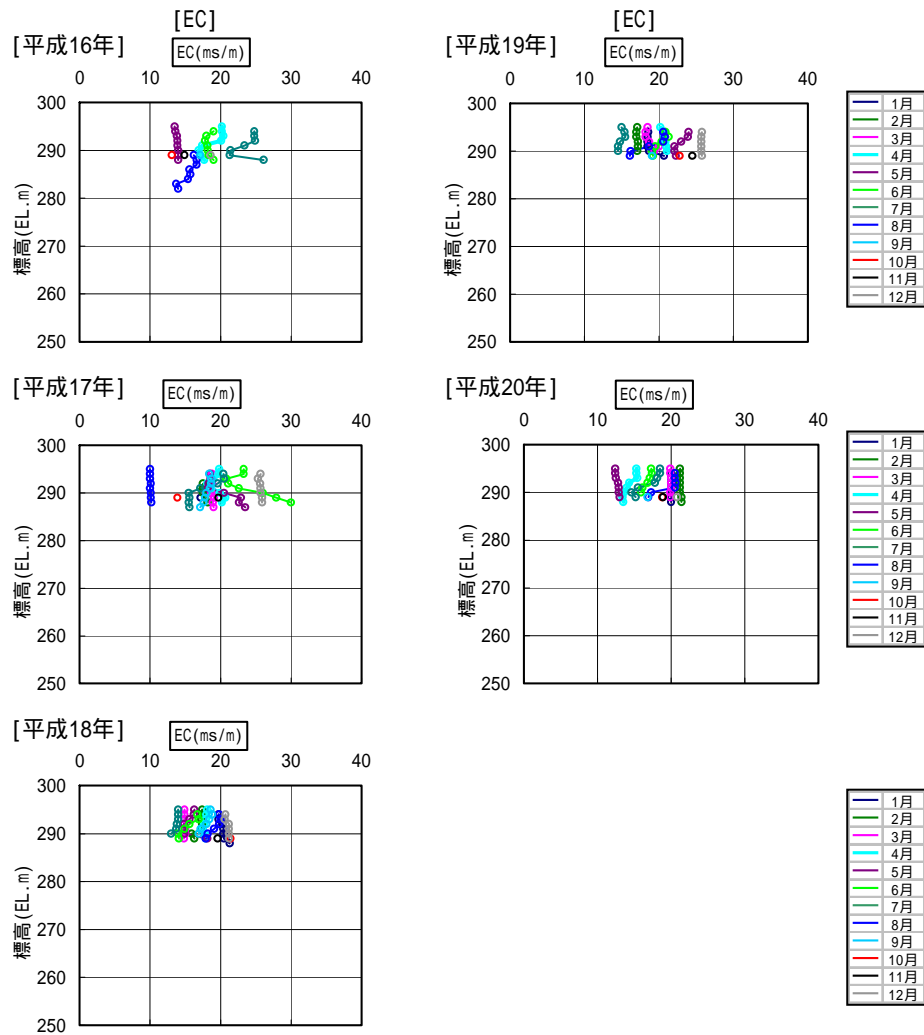 [EC]
[EC]
[平成16年]
EC(ms/m)
0 10 20 30 40
300
290
280
270
260
250
標高(EL.m)
[平成19年]
EC(ms/m)
0 10 20 30 40
300
290
280
270
260
250
標高(EL.m)
1月
2月
3月
4月
5月
6月
7月
8月
9月
10月
11月
12月
[平成17年]
EC(ms/m)
0 10 20 30 40
300
290
280
270
260
250
標高(EL.m)
[平成20年]
EC(ms/m)
0 10 20 30 40
300
290
280
270
260
250
標高(EL.m)
1月
2月
3月
4月
5月
6月
7月
8月
9月
10月
11月
12月
[平成18年]
EC(ms/m)
0 10 20 30 40
300
290
280
270
260
250
標高(EL.m)
1月
2月
3月
4月
5月
6月
7月
8月
9月
10月
11月
12月